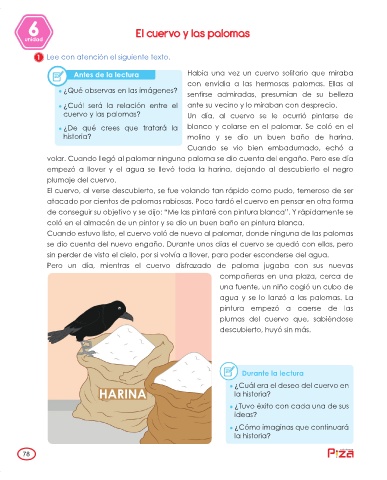 6
unidad
El cuervo y las palomas
1 Lee con atención el siguiente texto.
Antes de la lectura
• ¿Qué observas en las imágenes?
• ¿Cuál será la relación entre el
cuervo y las palomas?
• ¿De qué crees que tratará la
historia?
Había una vez un cuervo solitario que miraba
con envidia a las hermosas palomas. Ellas al
sentirse admiradas, presumían de su belleza
ante su vecino y lo miraban con desprecio.
Un día, al cuervo se le ocurrió pintarse de
blanco y colarse en el palomar. Se coló en el
molino y se dio un buen baño de harina.
Cuando se vio bien embadurnado, echó a
volar. Cuando llegó al palomar ninguna paloma se dio cuenta del engaño. Pero ese día
empezó a llover y el agua se llevó toda la harina, dejando al descubierto el negro
plumaje del cuervo.
El cuervo, al verse descubierto, se fue volando tan rápido como pudo, temeroso de ser
atacado por cientos de palomas rabiosas. Poco tardó el cuervo en pensar en otra forma
de conseguir su objetivo y se dijo: “Me las pintaré con pintura blanca”. Y rápidamente se
coló en el almacén de un pintor y se dio un buen baño en pintura blanca.
Cuando estuvo listo, el cuervo voló de nuevo al palomar, donde ninguna de las palomas
se dio cuenta del nuevo engaño. Durante unos días el cuervo se quedó con ellas, pero
sin perder de vista el cielo, por si volvía a llover, para poder esconderse del agua.
Pero un día, mientras el cuervo disfrazado de paloma jugaba con sus nuevas
compañeras en una plaza, cerca de
una fuente, un niño cogió un cubo de
agua y se lo lanzó a las palomas. La
pintura empezó a caerse de las
plumas del cuervo que, sabiéndose
descubierto, huyó sin más.
HARINA
Durante la lectura
• ¿Cuál era el deseo del cuervo en
la historia?
• ¿Tuvo éxito con cada una de sus
ideas?
• ¿Cómo imaginas que continuará
la historia?
78
Piza